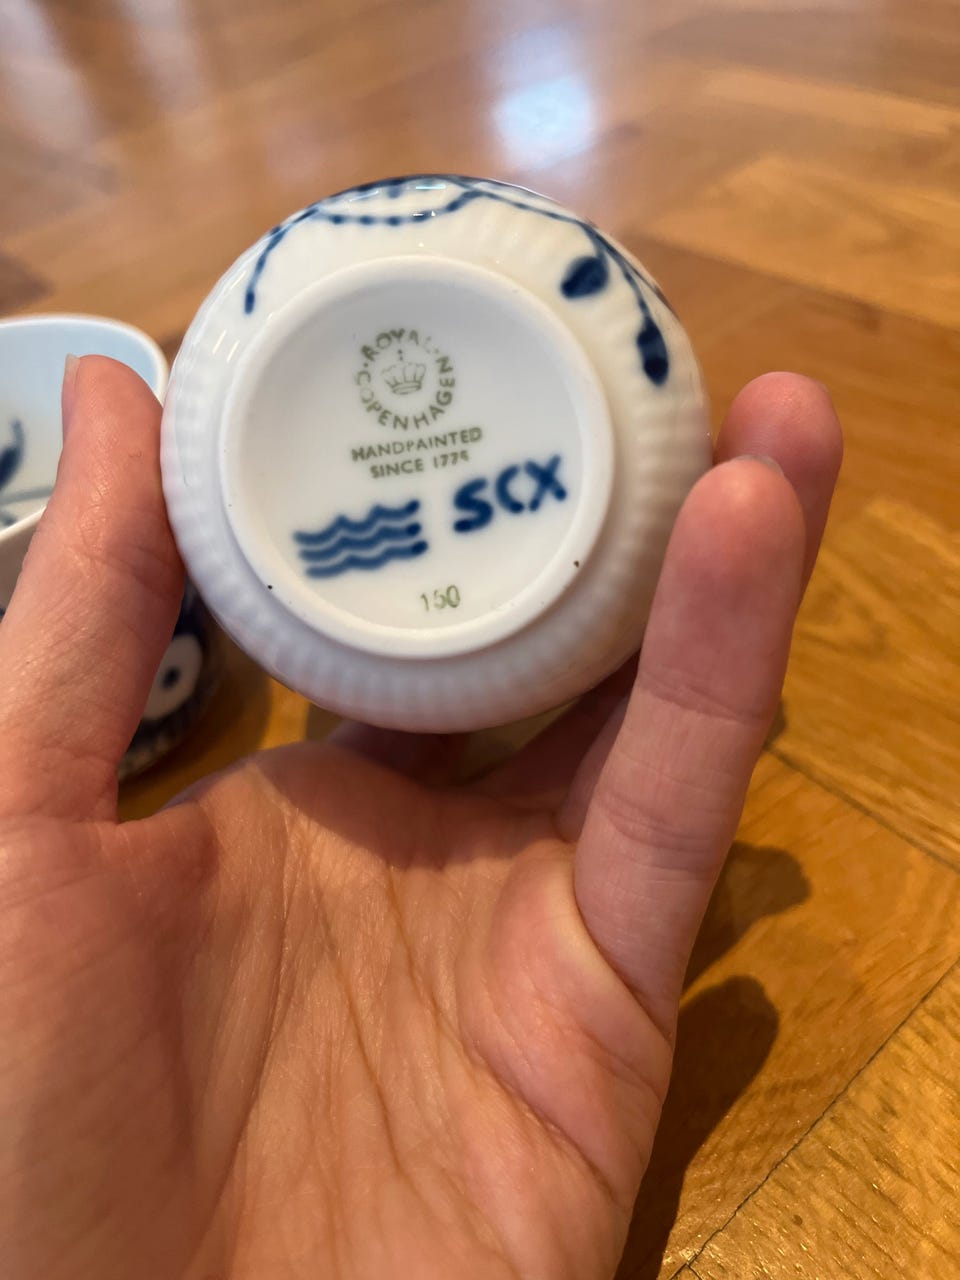 ROYAL COPENHAGEN
HANDPAINTED
SINCE 1775
SCX
150